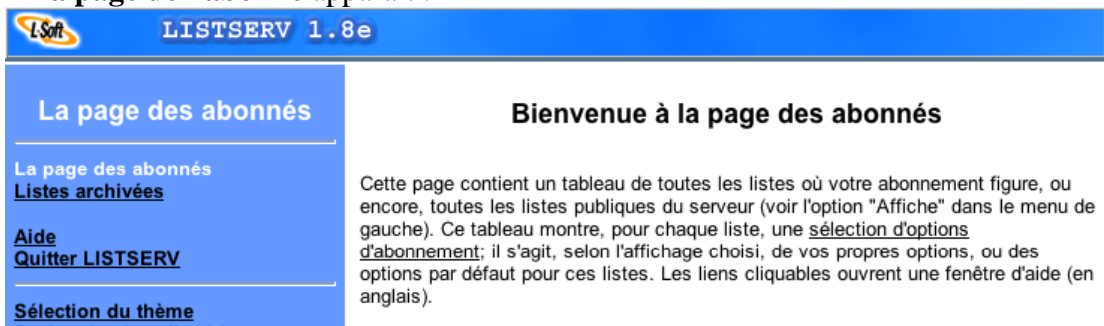 L-Soft LISTSERV 1.8e
La page des abonnés
La page des abonnés
Listes archivées
Aide
Quitter LISTSERV
Sélection du thème
Bienvenue à la page des abonnés
Cette page contient un tableau de toutes les listes où votre abonnement figure, ou
encore, toutes les listes publiques du serveur (voir l'option "Affiche" dans le menu de
gauche). Ce tableau montre, pour chaque liste, une sélection d'options
d'abonnement; il s'agit, selon l'affichage choisi, de vos propres options, ou des
options par défaut pour ces listes. Les liens cliquables ouvrent une fenêtre d'aide (en
anglais).